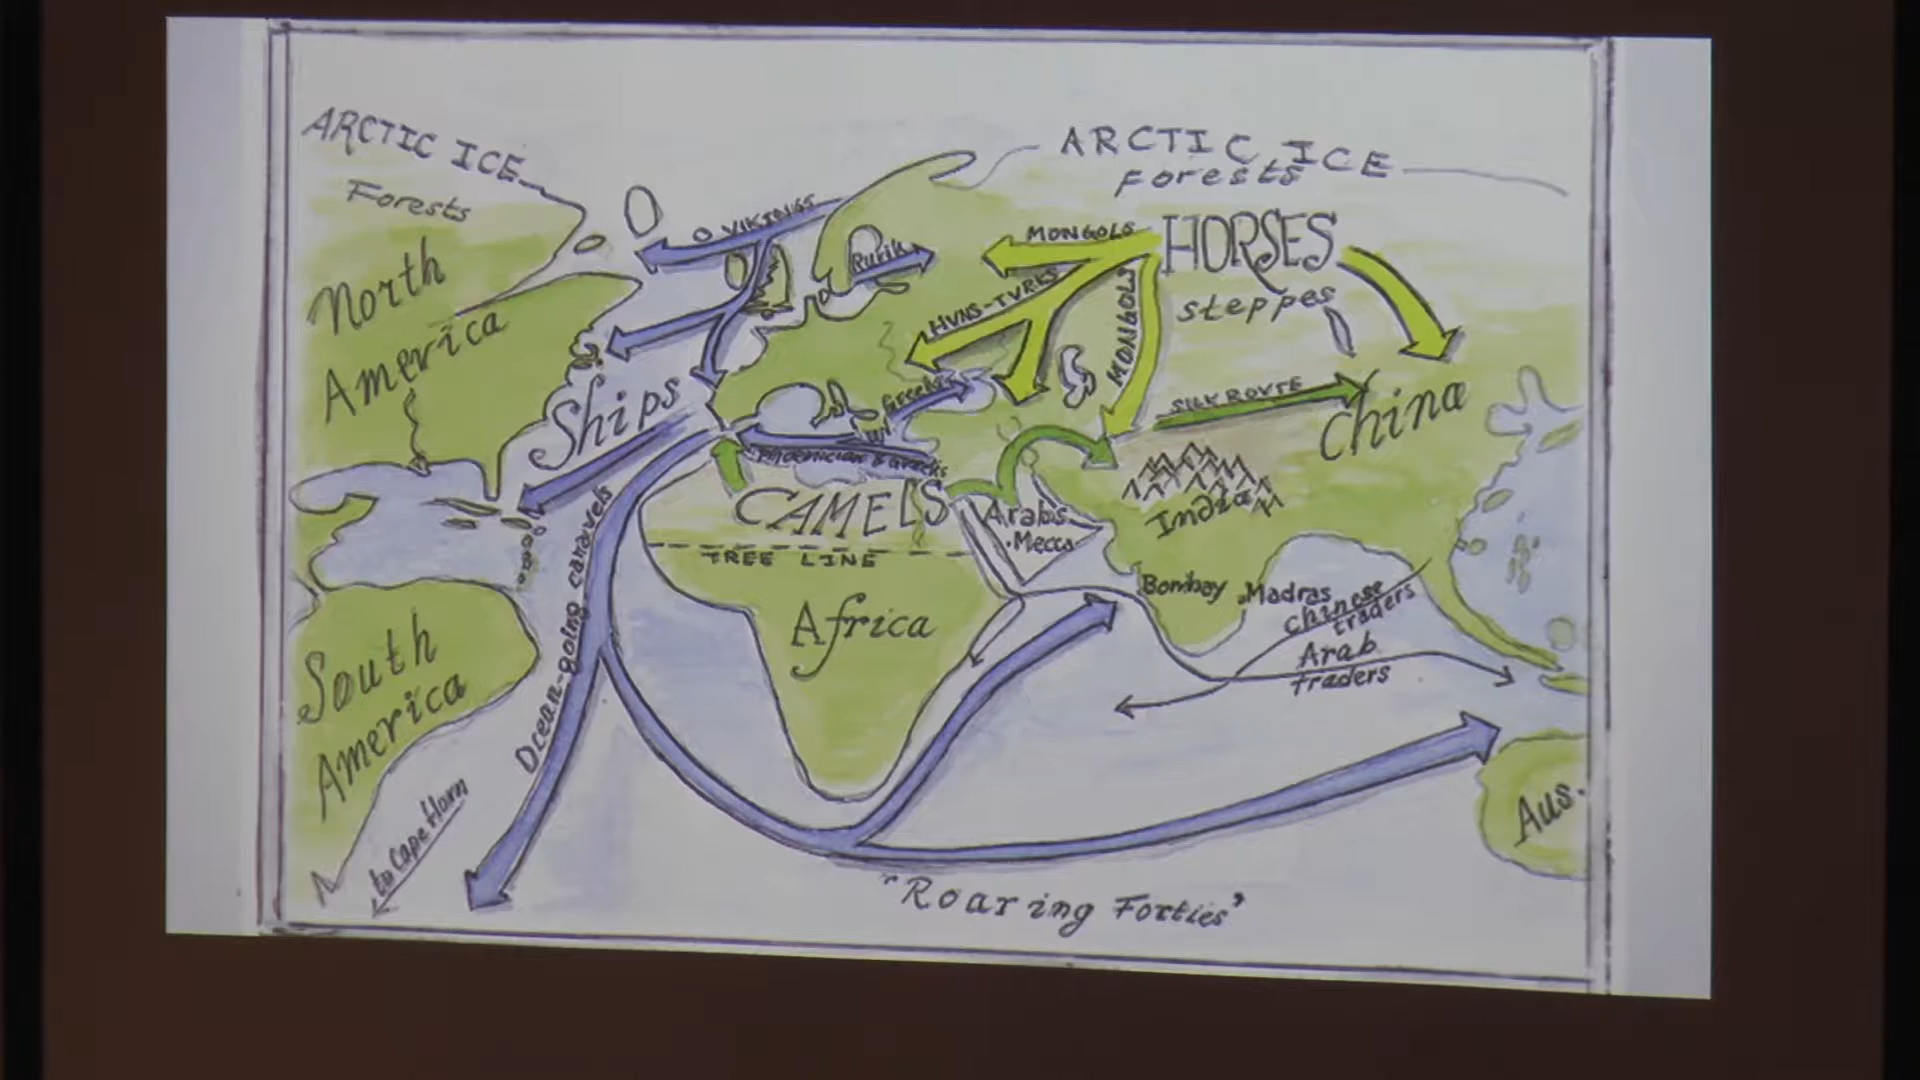 ARCTIC ICE
Forests
North
America
ARCTIC ICE
Forests
VIKINGS
Rurik
MONGOLS
HORSES
steppes
HUNS-TURKS
MONGOLS
Ships
Greeks
SILK ROUTE
China
Phoenician & Greeks
CAMELS
Arabs
Mecca
India
TREE LINE
Africa
Bombay
Madras
Chinese
traders
Arab
traders
Ocean-going caravels
South
America
to Cape Horn
Aus.
"Roaring Forties"